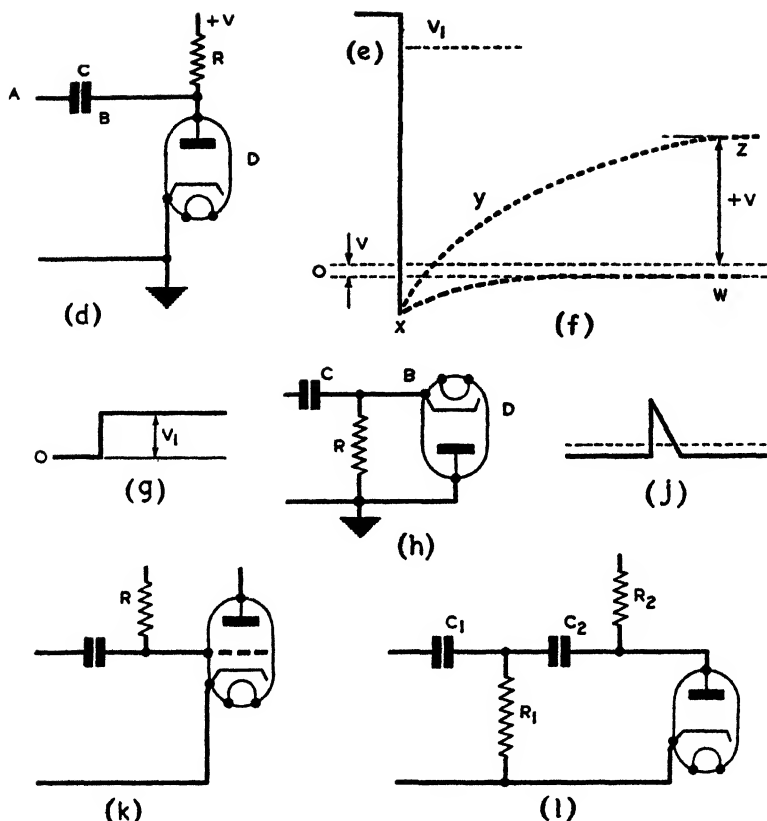 +V
R
C
A
B
D
(d)
(e)
V₁
y
z
+V
V
O
x
w
(f)
O
V₁
(g)
C
B
R
D
(h)
(j)
R
(k)
C₁
C₂
R₂
R₁
(l)